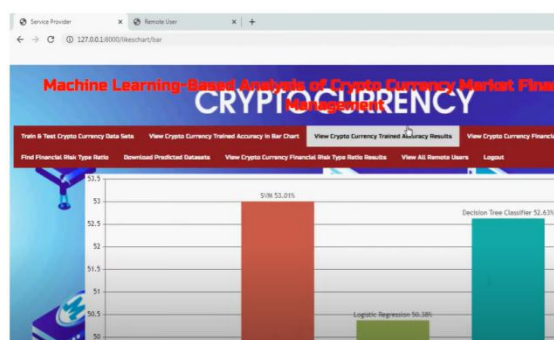 Service Provider
Remote User
127.0.0.1:8000/likeschart/bar
Machine Learning-Based Analysis of Crypto Currency Market Finan
CRYPTO CURRENCY
Management
Train & Test Crypto Currency Data Sets View Crypto Currency Trained Accuracy in Bar Chart View Crypto Currency Trained Accuracy Results View Crypto Currency Financia
Find Financial Risk Type Ratio Download Predicted Datasets View Crypto Currency Financial Risk Type Ratio Results View All Remote Users Logout
53.5
SVM 53.01%
53
Decision Tree Classifier 52.63%
52.5
52
51.5
51
50.5
Logistic Regression 50.38%
50